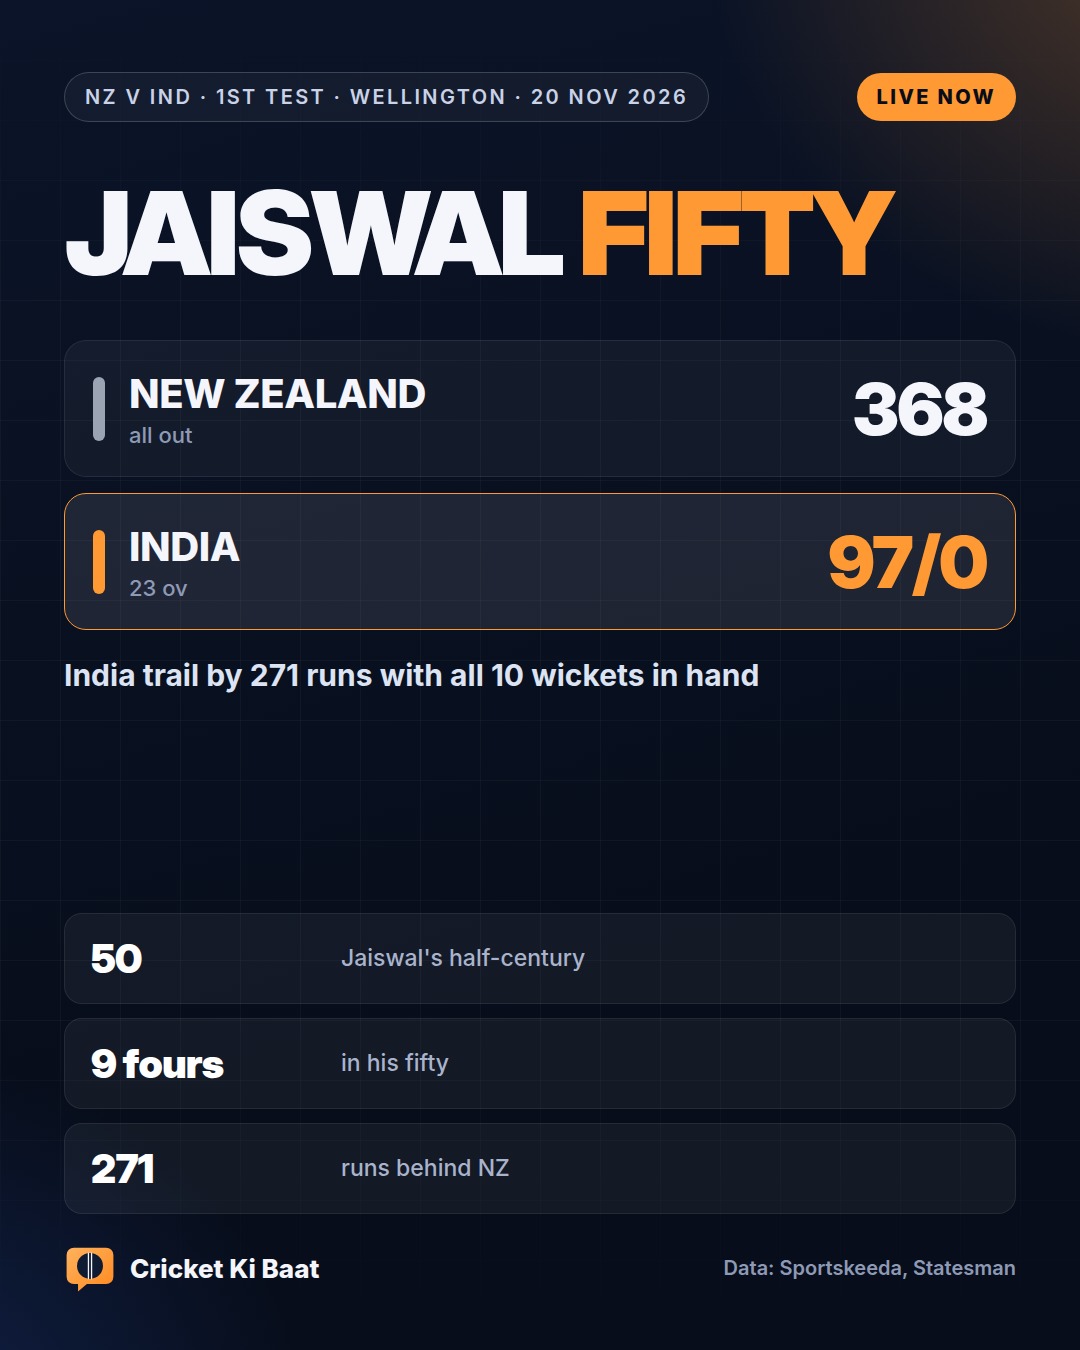 NZ V IND · 1ST TEST · WELLINGTON · 20 NOV 2026
LIVE NOW
JAISWAL FIFTY
NEW ZEALAND
all out
368
INDIA
23 ov
97/0
India trail by 271 runs with all 10 wickets in hand
50
Jaiswal's half-century
9 fours
in his fifty
271
runs behind NZ
Cricket Ki Baat
Data: Sportskeeda, Statesman